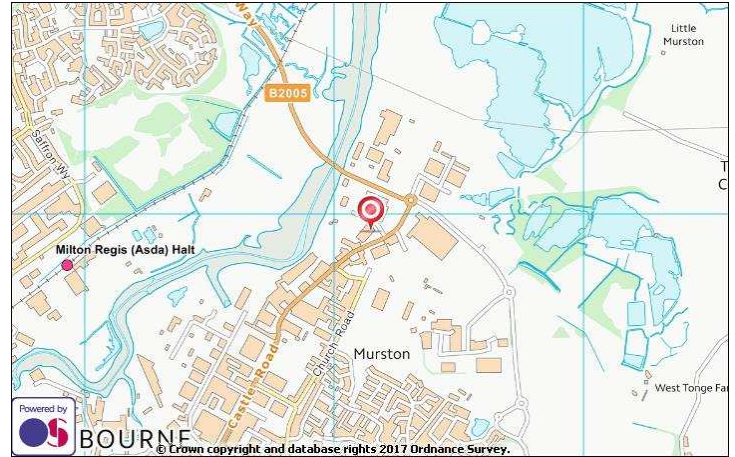 Way
Little
Murston
B2005
Saffron Wy
T
C
Milton Regis (Asda) Halt
Church Road
Murston
Castle Road
West Tonge Far
Powered by
OS
BOURNE
© Crown copyright and database rights 2017 Ordnance Survey.